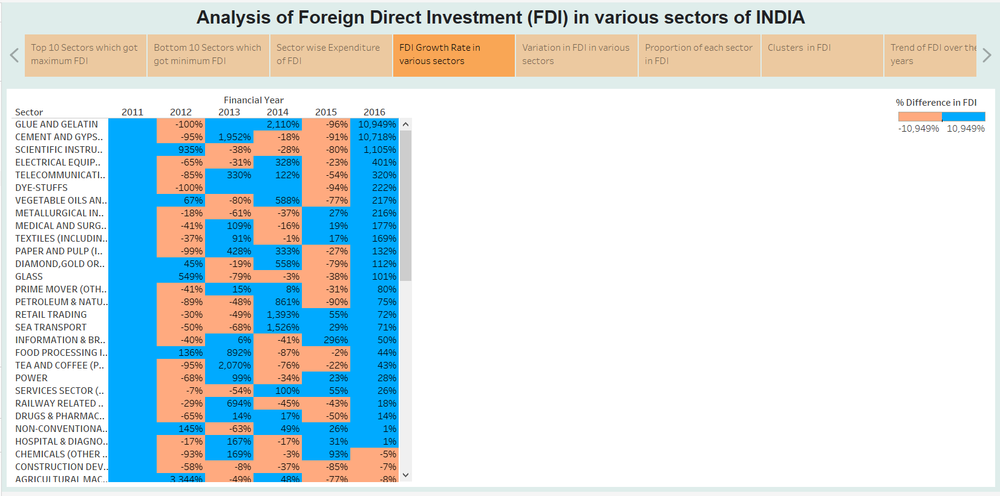 Analysis of Foreign Direct Investment (FDI) in various sectors of INDIA
Top 10 Sectors which got
maximum FDI
Bottom 10 Sectors which
got minimum FDI
Sector wise Expenditure
of FDI
FDI Growth Rate in
various sectors
Variation in FDI in various
sectors
Proportion of each sector
in FDI
Clusters in FDI
Trend of FDI over the
years
Financial Year
Sector 2011 2012 2013 2014 2015 2016
GLUE AND GELATIN -100% 2,110% -96% 10,949%
CEMENT AND GYPS.. -95% 1,952% -18% -91% 10,718%
SCIENTIFIC INSTRU.. 935% -38% -28% -80% 1,105%
ELECTRICAL EQUIP.. -65% -31% 328% -23% 401%
TELECOMMUNICATI.. -85% 330% 122% -54% 320%
DYE-STUFFS -100% -94% 222%
VEGETABLE OILS AN.. 67% -80% 588% -77% 217%
METALLURGICAL IN.. -18% -61% -37% 27% 216%
MEDICAL AND SURG.. -41% 109% -16% 19% 177%
TEXTILES (INCLUDIN.. -37% 91% -1% 17% 169%
PAPER AND PULP (I.. -99% 428% 333% -27% 132%
DIAMOND,GOLD OR.. 45% -19% 558% -79% 112%
GLASS 549% -79% -3% -38% 101%
PRIME MOVER (OTH.. -41% 15% 8% -31% 80%
PETROLEUM & NATU.. -89% -48% 861% -90% 75%
RETAIL TRADING -30% -49% 1,393% 55% 72%
SEA TRANSPORT -50% -68% 1,526% 29% 71%
INFORMATION & BR.. -40% 6% -41% 296% 50%
FOOD PROCESSING I.. 136% 892% -87% -2% 44%
TEA AND COFFEE (P.. -95% 2,070% -76% -22% 43%
POWER -68% 99% -34% 23% 28%
SERVICES SECTOR (.. -7% -54% 100% 55% 26%
RAILWAY RELATED .. -29% 694% -45% -43% 18%
DRUGS & PHARMAC.. -65% 14% 17% -50% 14%
NON-CONVENTIONA.. 145% -63% 49% 26% 1%
HOSPITAL & DIAGNO.. -17% 167% -17% 31% 1%
CHEMICALS (OTHER .. -93% 169% -3% 93% -5%
CONSTRUCTION DEV.. -58% -8% -37% -85% -7%
AGRICULTURAL MAC.. 3,344% -49% 48% -77% -8%
% Difference in FDI
-10,949% 10,949%